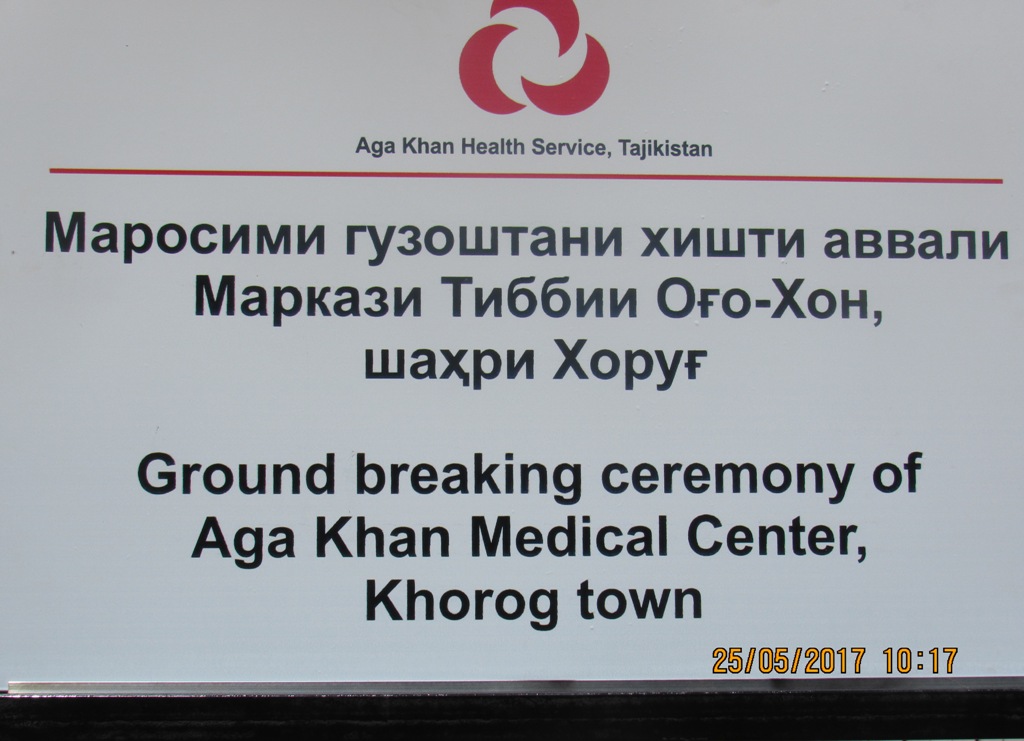 Aga Khan Health Service, Tajikistan
Маросими гузоштани хишти аввали
Маркази Тиббии Оғо-Хон,
шаҳри Хоруғ
Ground breaking ceremony of
Aga Khan Medical Center,
Khorog town
25/05/2017 10:17